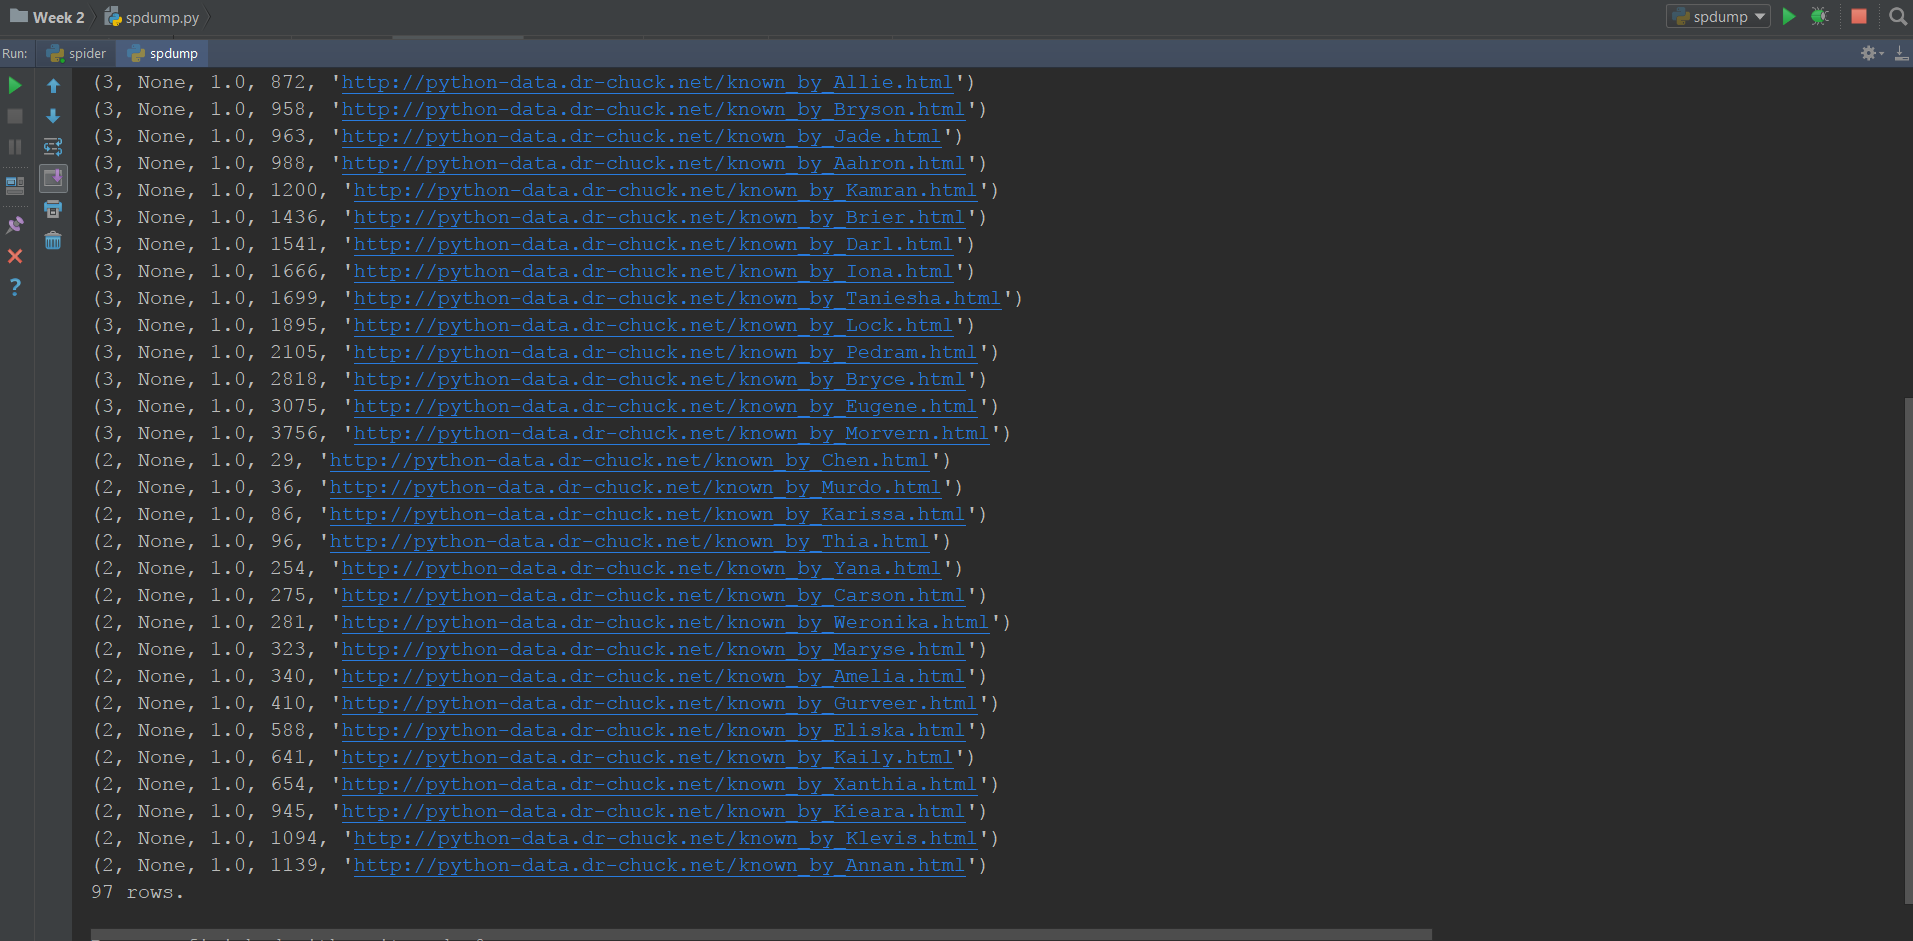 Week 2 spdump.py spdump
Run: spider spdump
(3, None, 1.0, 872, 'http://python-data.dr-chuck.net/known_by_Allie.html')
(3, None, 1.0, 958, 'http://python-data.dr-chuck.net/known_by_Bryson.html')
(3, None, 1.0, 963, 'http://python-data.dr-chuck.net/known_by_Jade.html')
(3, None, 1.0, 988, 'http://python-data.dr-chuck.net/known_by_Aahron.html')
(3, None, 1.0, 1200, 'http://python-data.dr-chuck.net/known_by_Kamran.html')
(3, None, 1.0, 1436, 'http://python-data.dr-chuck.net/known_by_Brier.html')
(3, None, 1.0, 1541, 'http://python-data.dr-chuck.net/known_by_Darl.html')
(3, None, 1.0, 1666, 'http://python-data.dr-chuck.net/known_by_Iona.html')
(3, None, 1.0, 1699, 'http://python-data.dr-chuck.net/known_by_Taniesha.html')
(3, None, 1.0, 1895, 'http://python-data.dr-chuck.net/known_by_Lock.html')
(3, None, 1.0, 2105, 'http://python-data.dr-chuck.net/known_by_Pedram.html')
(3, None, 1.0, 2818, 'http://python-data.dr-chuck.net/known_by_Bryce.html')
(3, None, 1.0, 3075, 'http://python-data.dr-chuck.net/known_by_Eugene.html')
(3, None, 1.0, 3756, 'http://python-data.dr-chuck.net/known_by_Morvern.html')
(2, None, 1.0, 29, 'http://python-data.dr-chuck.net/known_by_Chen.html')
(2, None, 1.0, 36, 'http://python-data.dr-chuck.net/known_by_Murdo.html')
(2, None, 1.0, 86, 'http://python-data.dr-chuck.net/known_by_Karissa.html')
(2, None, 1.0, 96, 'http://python-data.dr-chuck.net/known_by_Thia.html')
(2, None, 1.0, 254, 'http://python-data.dr-chuck.net/known_by_Yana.html')
(2, None, 1.0, 275, 'http://python-data.dr-chuck.net/known_by_Carson.html')
(2, None, 1.0, 281, 'http://python-data.dr-chuck.net/known_by_Weronika.html')
(2, None, 1.0, 323, 'http://python-data.dr-chuck.net/known_by_Maryse.html')
(2, None, 1.0, 340, 'http://python-data.dr-chuck.net/known_by_Amelia.html')
(2, None, 1.0, 410, 'http://python-data.dr-chuck.net/known_by_Gurveer.html')
(2, None, 1.0, 588, 'http://python-data.dr-chuck.net/known_by_Eliska.html')
(2, None, 1.0, 641, 'http://python-data.dr-chuck.net/known_by_Kaily.html')
(2, None, 1.0, 654, 'http://python-data.dr-chuck.net/known_by_Xanthia.html')
(2, None, 1.0, 945, 'http://python-data.dr-chuck.net/known_by_Kieara.html')
(2, None, 1.0, 1094, 'http://python-data.dr-chuck.net/known_by_Klevis.html')
(2, None, 1.0, 1139, 'http://python-data.dr-chuck.net/known_by_Annan.html')
97 rows.